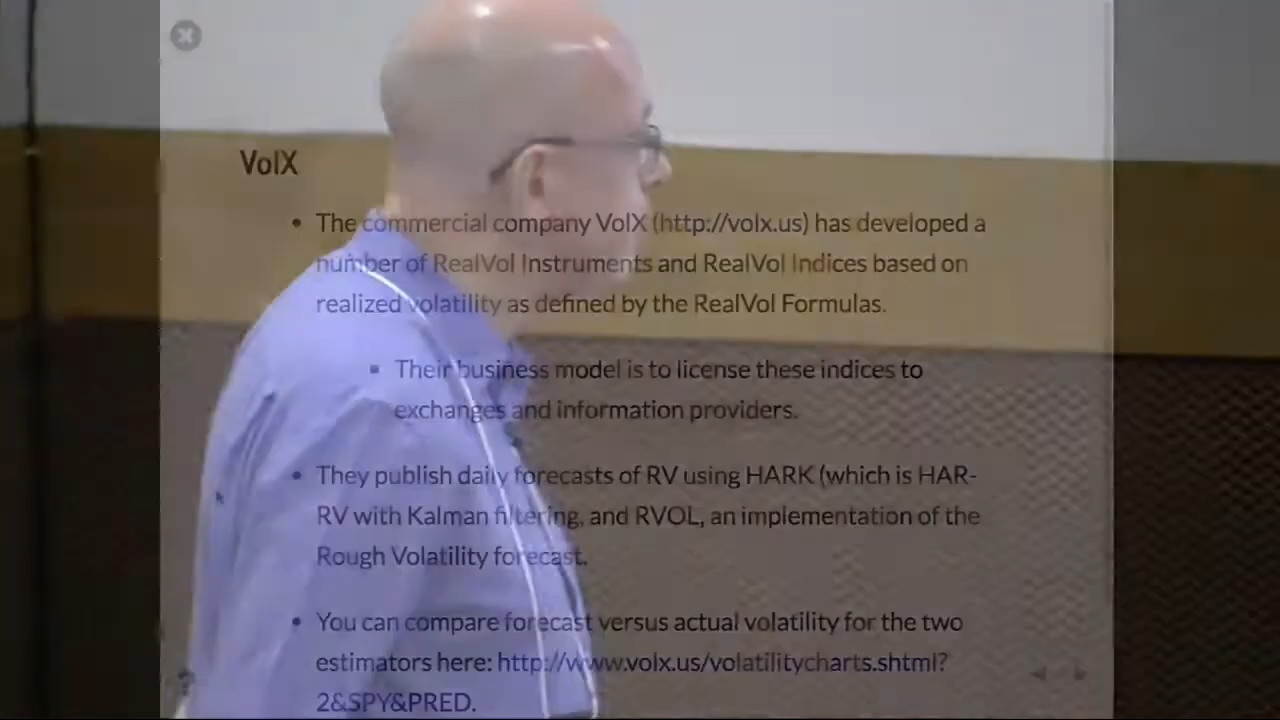 VolX
• The commercial company VolX (http://volx.us) has developed a
number of RealVol Instruments and RealVol Indices based on
realized volatility as defined by the RealVol Formulas.
▪ Their business model is to license these indices to
exchanges and information providers.
• They publish daily forecasts of RV using HARK (which is HAR-
RV with Kalman filtering, and RVOL, an implementation of the
Rough Volatility forecast.
• You can compare forecast versus actual volatility for the two
estimators here: http://www.volx.us/volatilitycharts.shtml?
2&SPY&PRED.